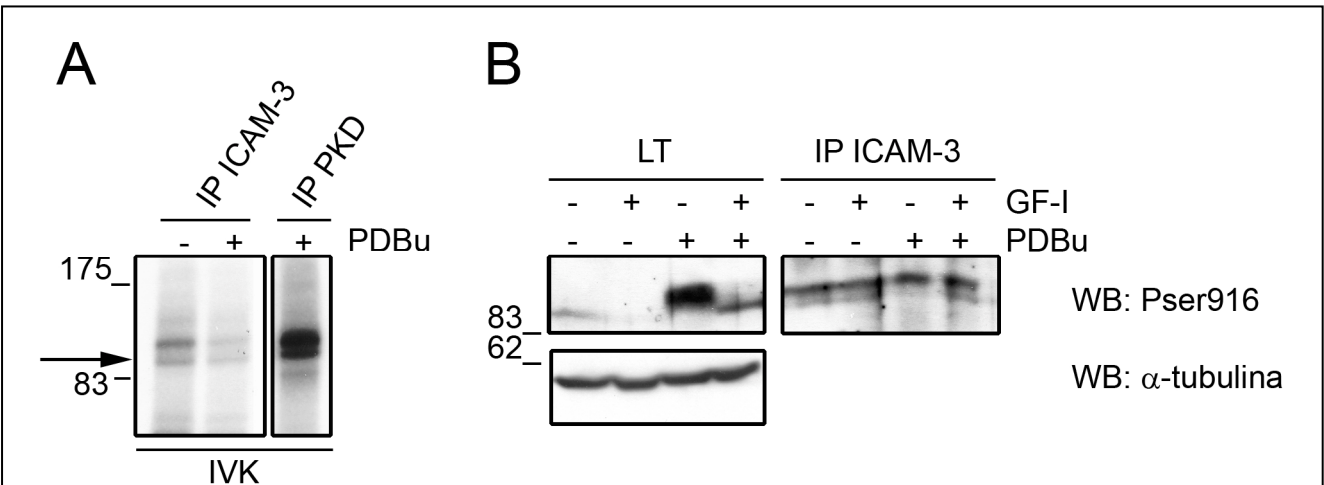 A
IP ICAM-3
IP PKD
- + + PDBu
175
83
IVK
B
LT
IP ICAM-3
- + - + - + - + GF-I
- - + + - - + + PDBu
83
62
WB: Pser916
WB: α-tubulina